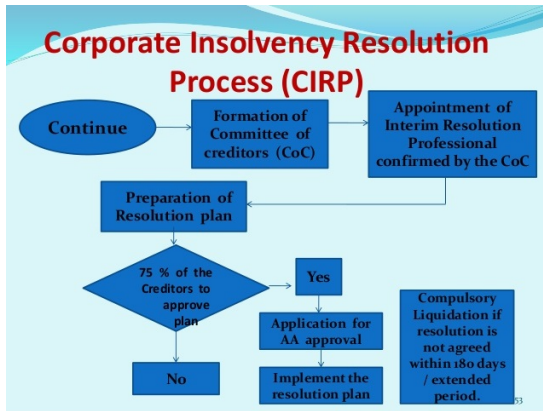 Corporate Insolvency Resolution
Process (CIRP)
Continue
Formation of
Committee of
creditors (CoC)
Appointment of
Interim Resolution
Professional
confirmed by the CoC
Preparation of
Resolution plan
75 % of the
Creditors to
approve
plan
Yes
Application for
AA approval
Implement the
resolution plan
No
Compulsory
Liquidation if
resolution is
not agreed
within 180 days
/ extended
period.
53